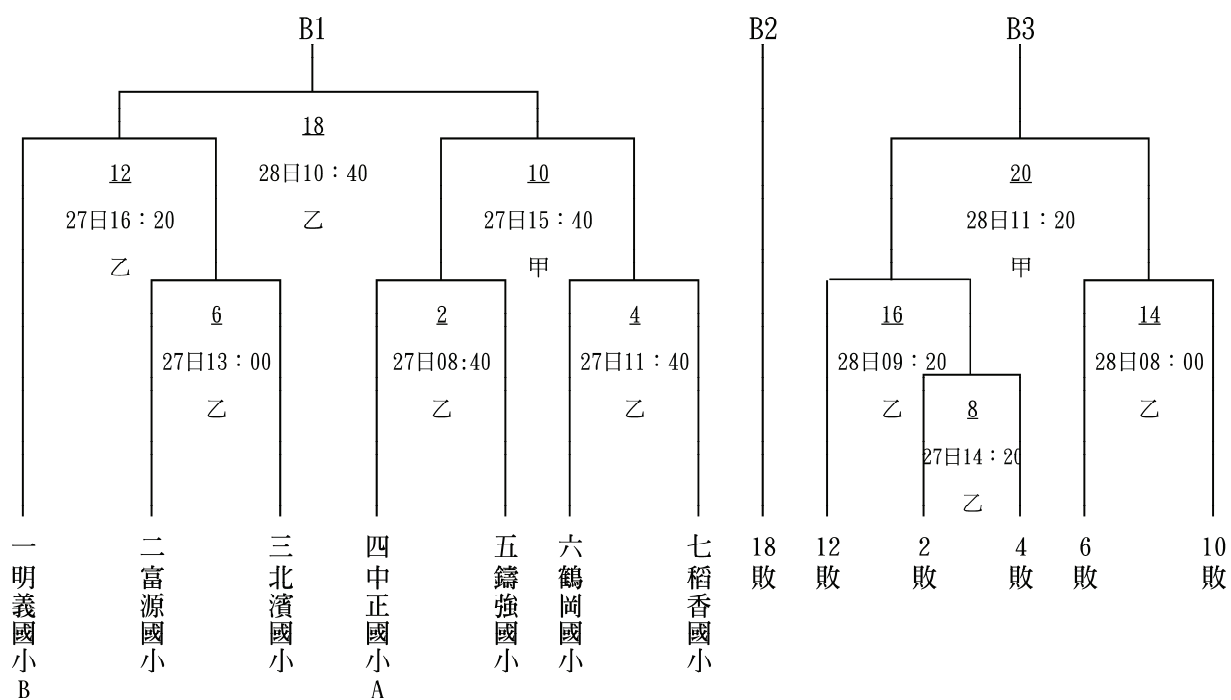 B1
B2
B3
18
28日10：40
乙
12
27日16：20
乙
10
27日15：40
甲
20
28日11：20
甲
6
27日13：00
乙
2
27日08:40
乙
4
27日11：40
乙
16
28日09：20
乙
14
28日08：00
乙
8
27日14：20
乙
一明義國小B
二富源國小
三北濱國小
四中正國小A
五鑄強國小
六鶴岡國小
七稻香國小
18敗
12敗
2敗
4敗
6敗
10敗